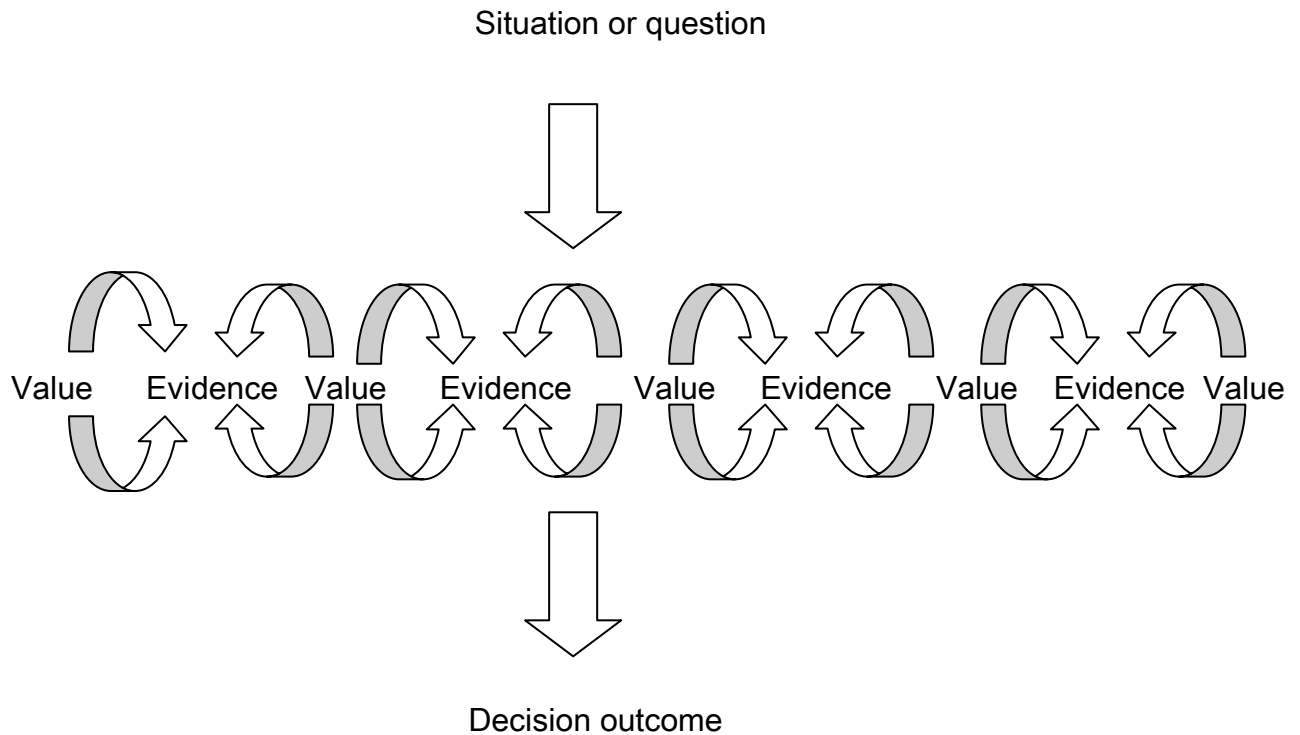 Situation or question
Value Evidence Value Evidence Value Evidence Value Evidence Value
Decision outcome